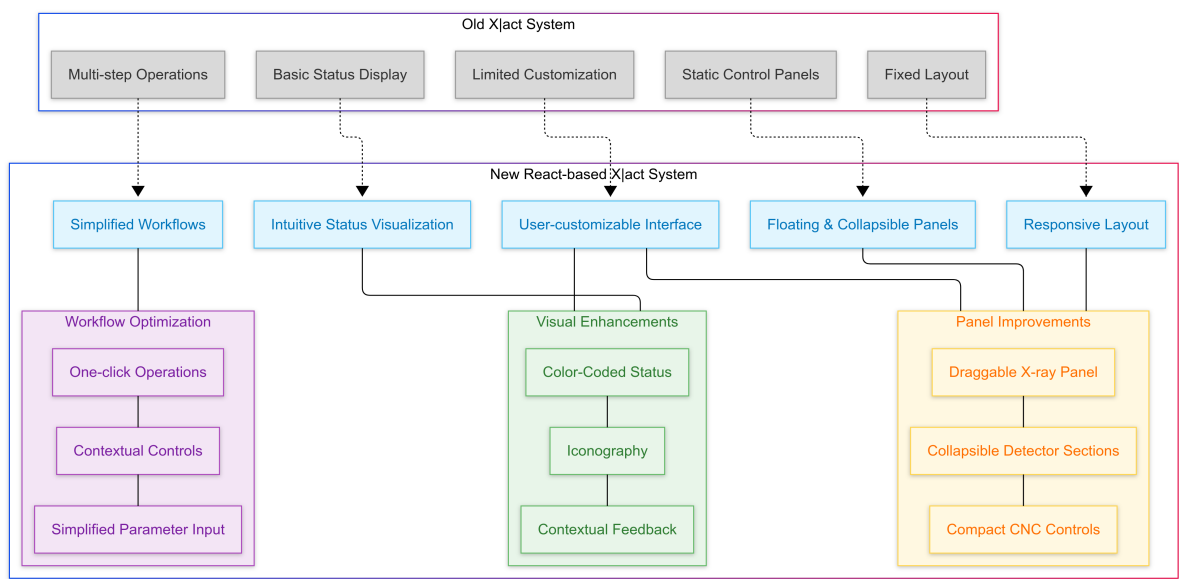 Old X|act System
Multi-step Operations
Basic Status Display
Limited Customization
Static Control Panels
Fixed Layout
New React-based X|act System
Simplified Workflows
Intuitive Status Visualization
User-customizable Interface
Floating & Collapsible Panels
Responsive Layout
Workflow Optimization
One-click Operations
Contextual Controls
Simplified Parameter Input
Visual Enhancements
Color-Coded Status
Iconography
Contextual Feedback
Panel Improvements
Draggable X-ray Panel
Collapsible Detector Sections
Compact CNC Controls